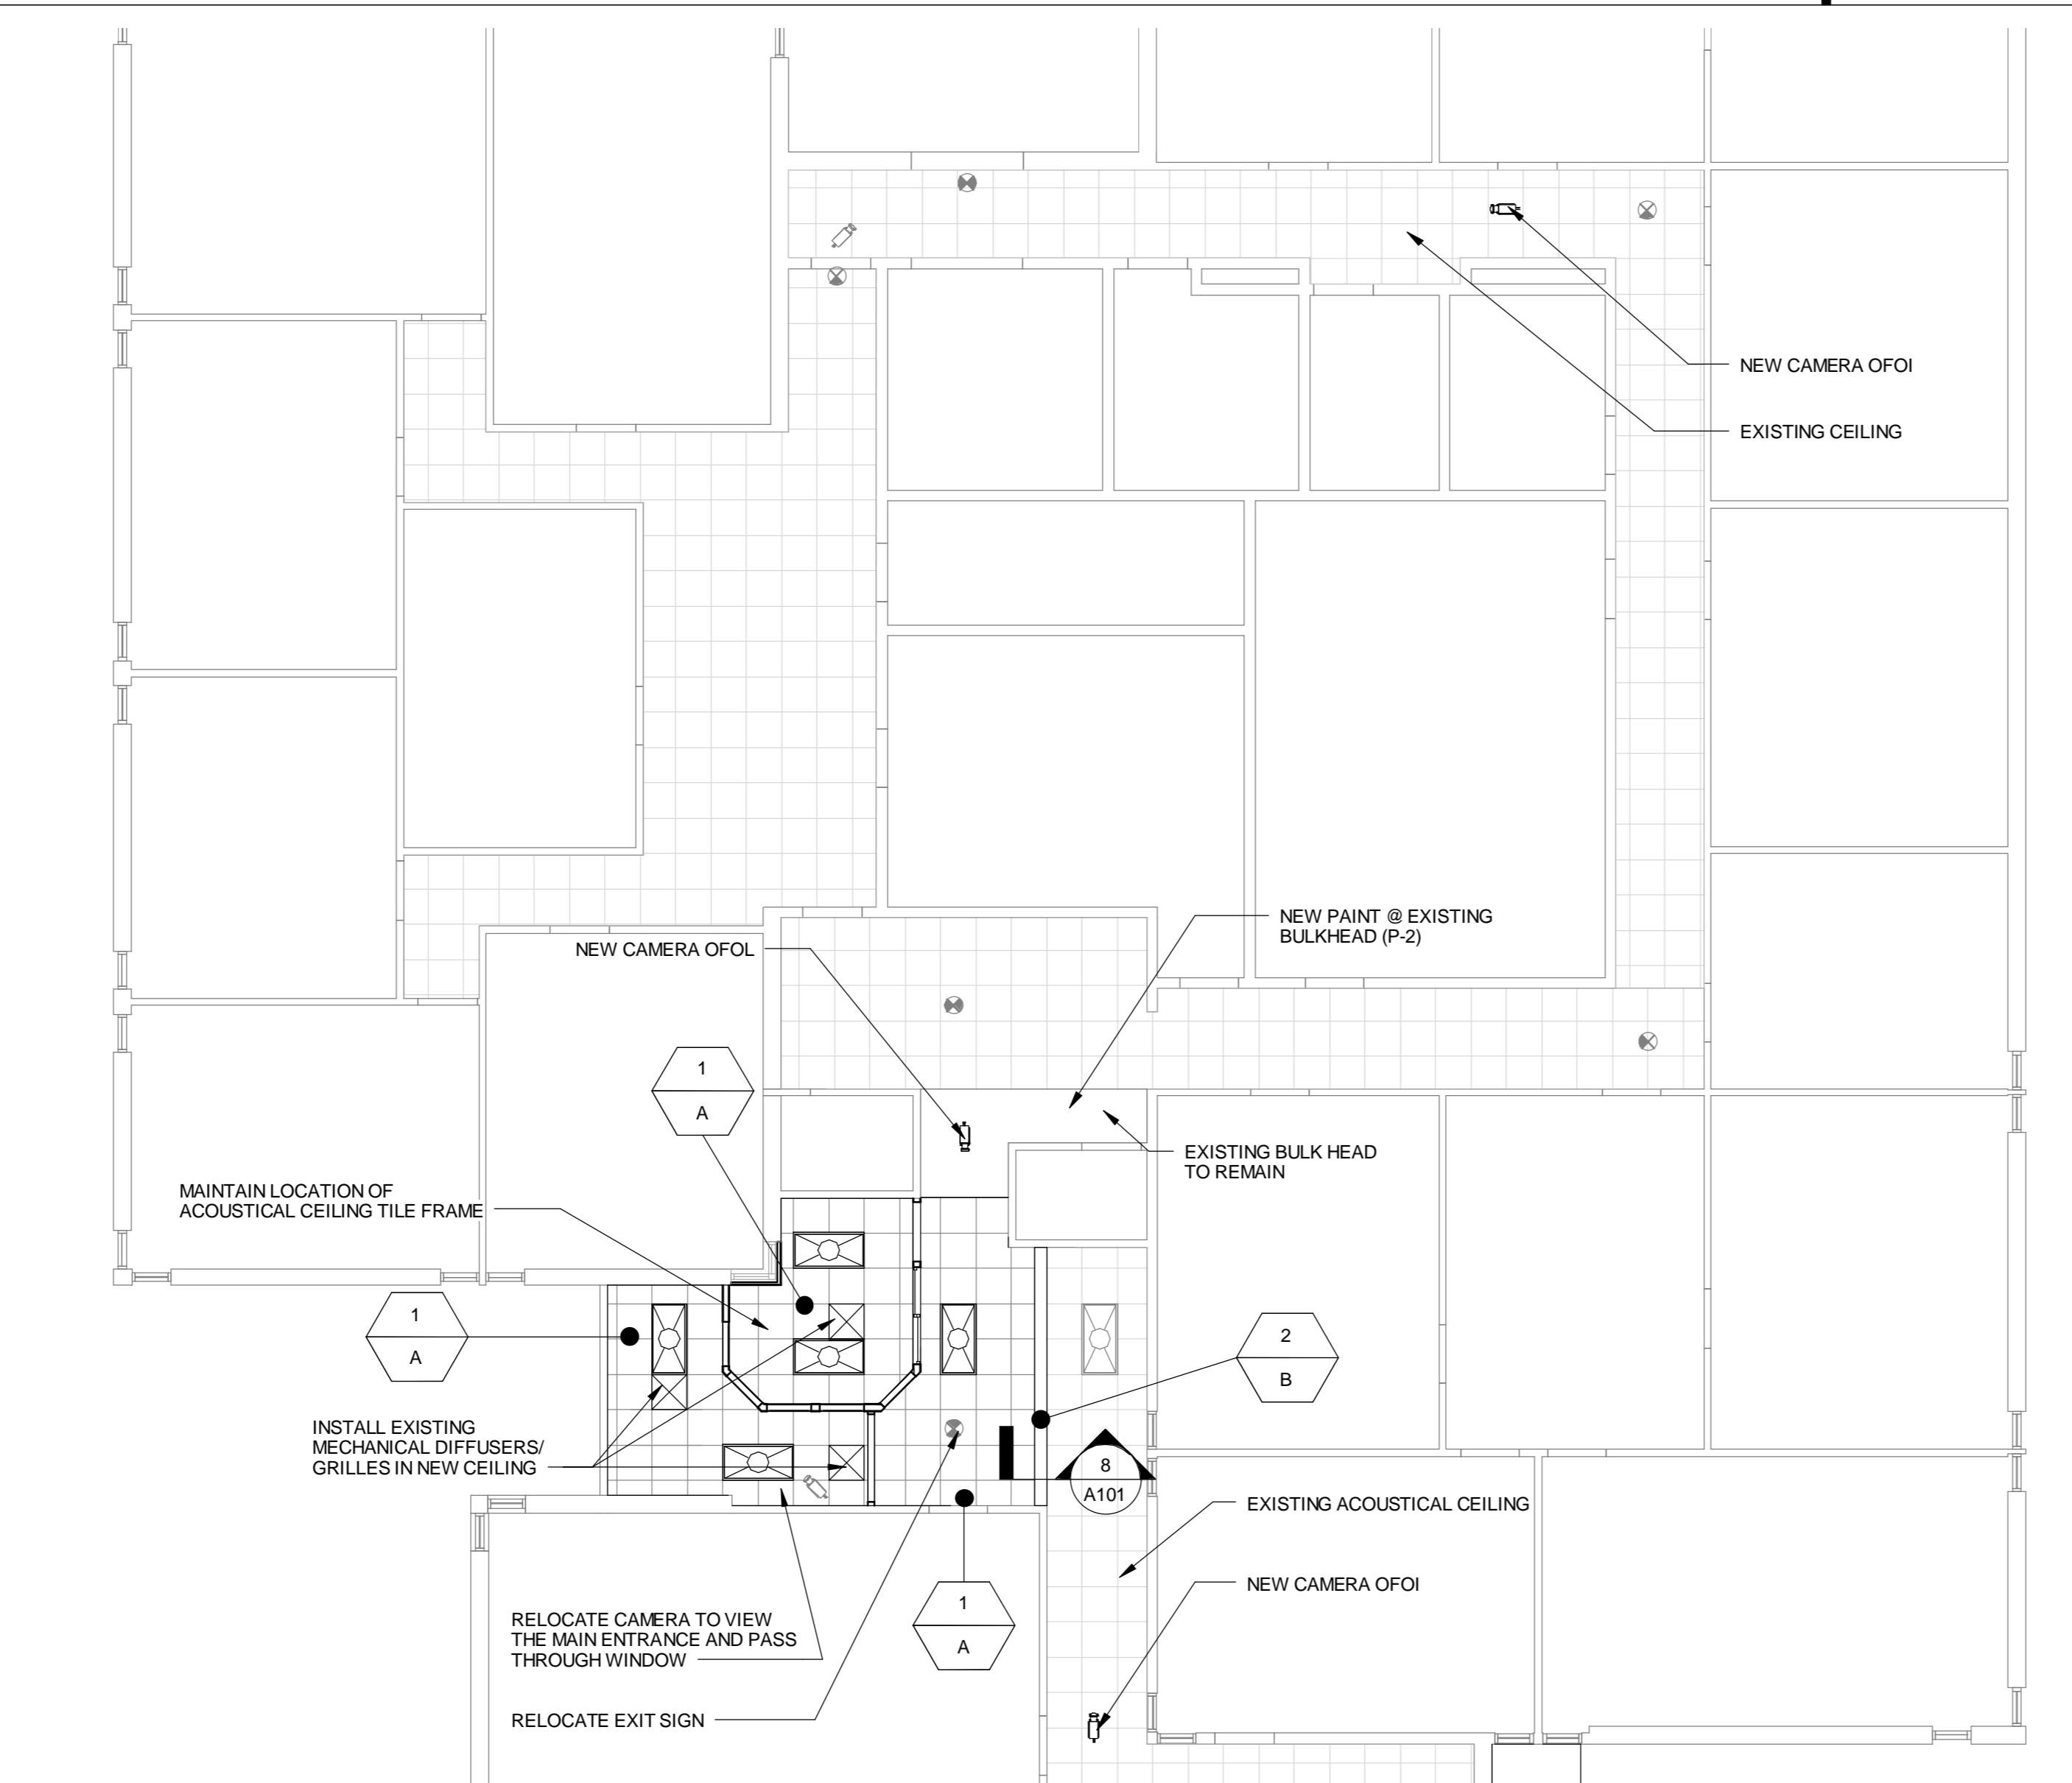 NEW CAMERA OFOI
EXISTING CEILING
NEW PAINT @ EXISTING
BULKHEAD (P-2)
NEW CAMERA OFOL
1
A
EXISTING BULK HEAD
TO REMAIN
MAINTAIN LOCATION OF
ACOUSTICAL CEILING TILE FRAME
1
A
2
B
INSTALL EXISTING
MECHANICAL DIFFUSERS/
GRILLES IN NEW CEILING
8
A101
EXISTING ACOUSTICAL CEILING
NEW CAMERA OFOI
1
A
RELOCATE CAMERA TO VIEW
THE MAIN ENTRANCE AND PASS
THROUGH WINDOW
RELOCATE EXIT SIGN